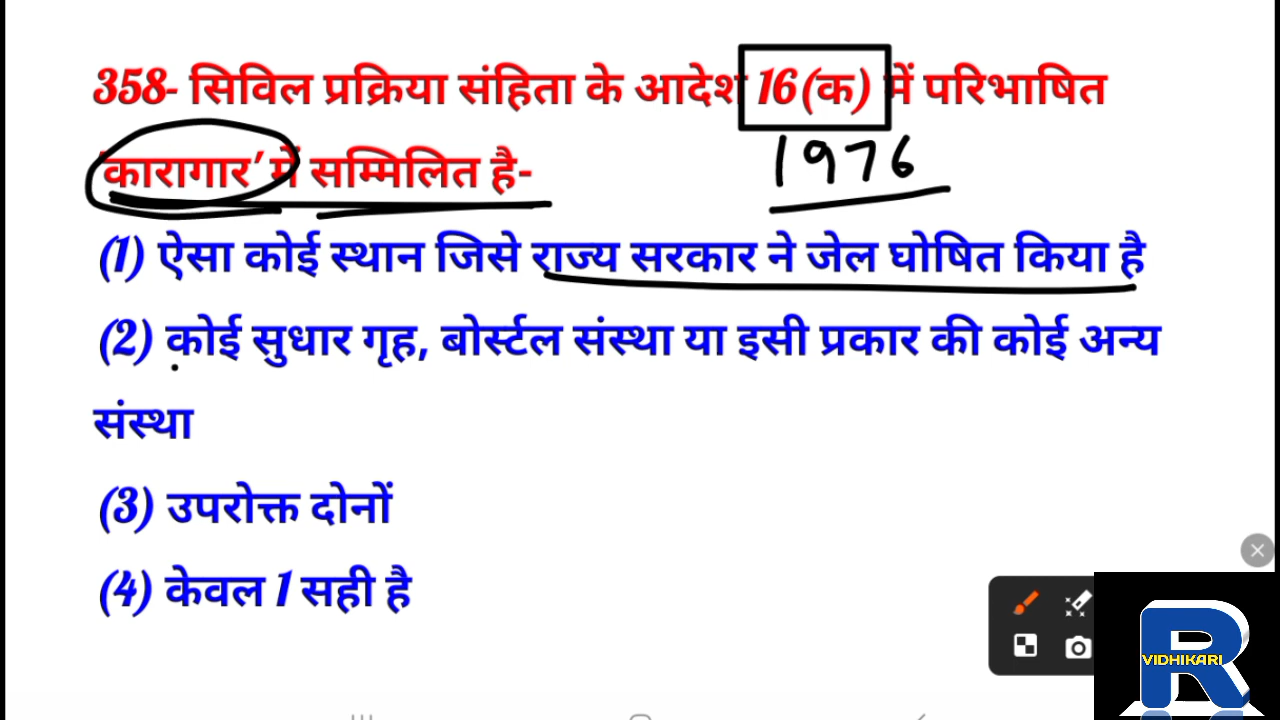 358- सिविल प्रक्रिया संहिता के आदेश 16(क) में परिभाषित
1976
'कारागार' में सम्मिलित है-
(1) ऐसा कोई स्थान जिसे राज्य सरकार ने जेल घोषित किया है
(2) कोई सुधार गृह, बोर्स्टल संस्था या इसी प्रकार की कोई अन्य
संस्था
(3) उपरोक्त दोनों
(4) केवल 1 सही है
R
VIDHIKARI